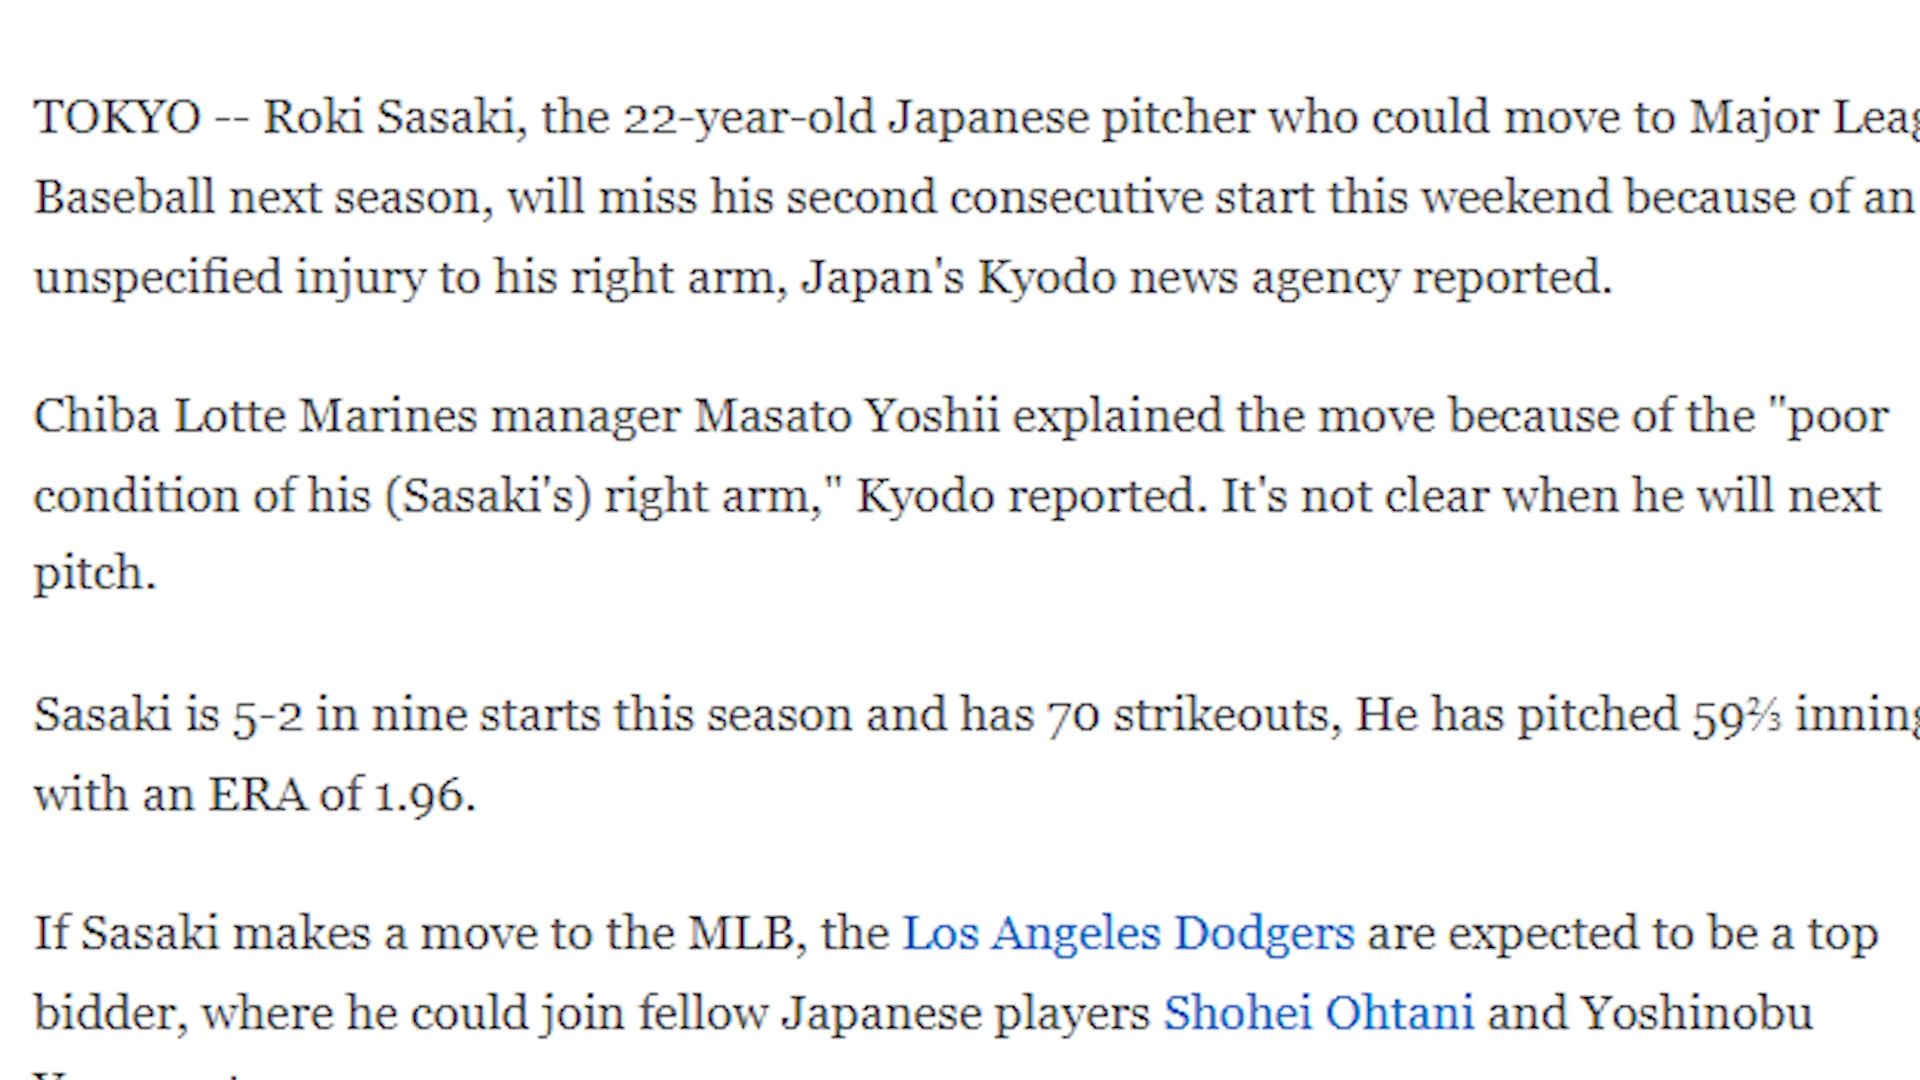 TOKYO -- Roki Sasaki, the 22-year-old Japanese pitcher who could move to Major
Baseball next season, will miss his second consecutive start this weekend because of an
unspecified injury to his right arm, Japan's Kyodo news agency reported.
Chiba Lotte Marines manager Masato Yoshii explained the move because of the "poor
condition of his (Sasaki's) right arm," Kyodo reported. It's not clear when he will next
pitch.
Sasaki is 5-2 in nine starts this season and has 70 strikeouts, He has pitched 59⅔
with an ERA of 1.96.
If Sasaki makes a move to the MLB, the Los Angeles Dodgers are expected to be a top
bidder, where he could join fellow Japanese players Shohei Ohtani and Yoshinobu